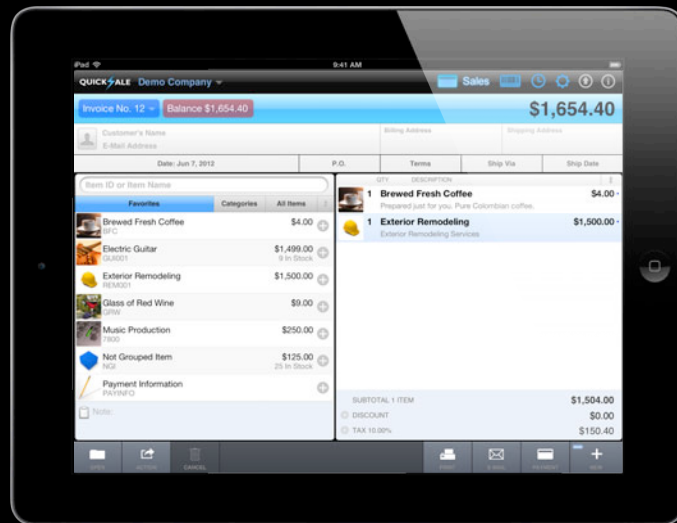 iPad 9:41 AM
QUICKSALE Demo Company Sales
Invoice No. 12 Balance $1,654.40 $1,654.40
Customer's Name Billing Address Shipping Address
E-Mail Address
Date: Jun 7, 2012 P.O. Terms Ship Via Ship Date
Item ID or Item Name
Favorites Categories All Items
Brewed Fresh Coffee $4.00
BFC
Electric Guitar $1,499.00
GUI001 9 In Stock
Exterior Remodeling $1,500.00
REM001
Glass of Red Wine $9.00
GRW
Music Production $250.00
7800
Not Grouped Item $125.00
NGI 25 In Stock
Payment Information
PAYINFO
Note:
QTY DESCRIPTION
1 Brewed Fresh Coffee $4.00
Prepared just for you. Pure Colombian coffee.
1 Exterior Remodeling $1,500.00
Exterior Remodeling Services
SUBTOTAL 1 ITEM $1,504.00
DISCOUNT $0.00
TAX 10.00% $150.40
OPEN ACTION CANCEL PRINT E-MAIL PAYMENT NEW